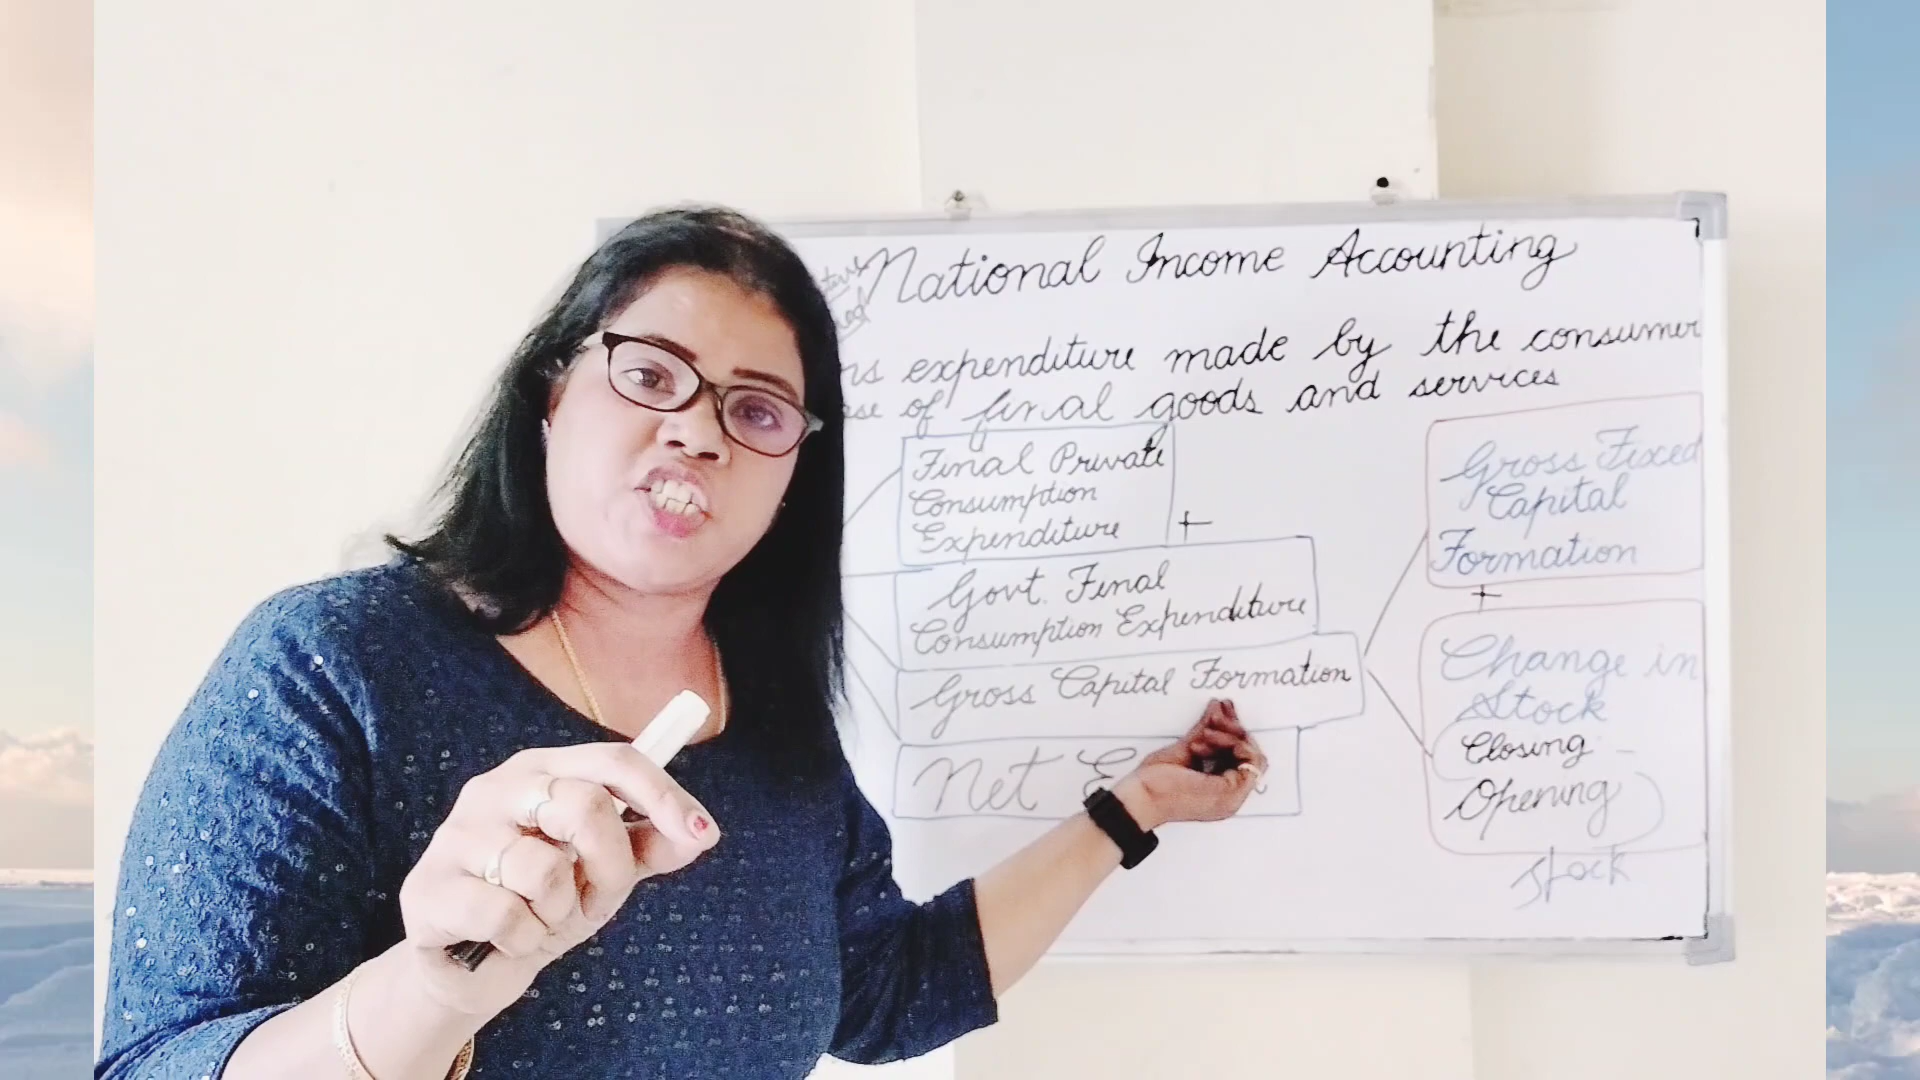 National Income Accounting
expenditure made by the consumer
of final goods and services
Final Private
Consumption
Expenditure
+
Govt. Final
Consumption Expenditure
Gross Capital Formation
Net
Gross Fixed
Capital
Formation
+
Change in
Stock
Closing -
Opening
stock